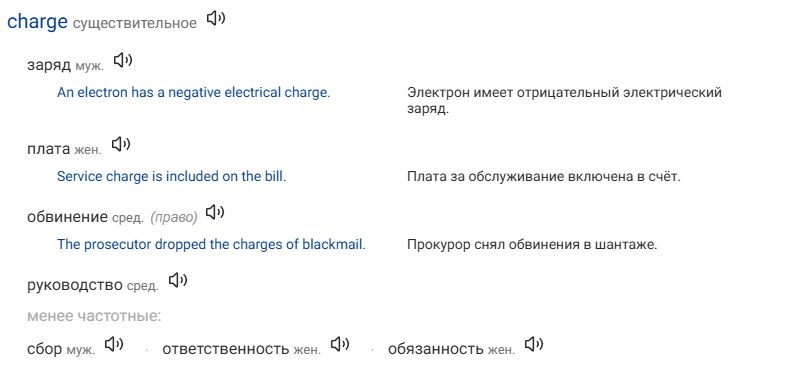 charge существительное
заряд муж.
An electron has a negative electrical charge. Электрон имеет отрицательный электрический
заряд.
плата жен.
Service charge is included on the bill. Плата за обслуживание включена в счёт.
обвинение сред. (право)
The prosecutor dropped the charges of blackmail. Прокурор снял обвинения в шантаже.
руководство сред.
менее частотные:
сбор муж. · ответственность жен. · обязанность жен.